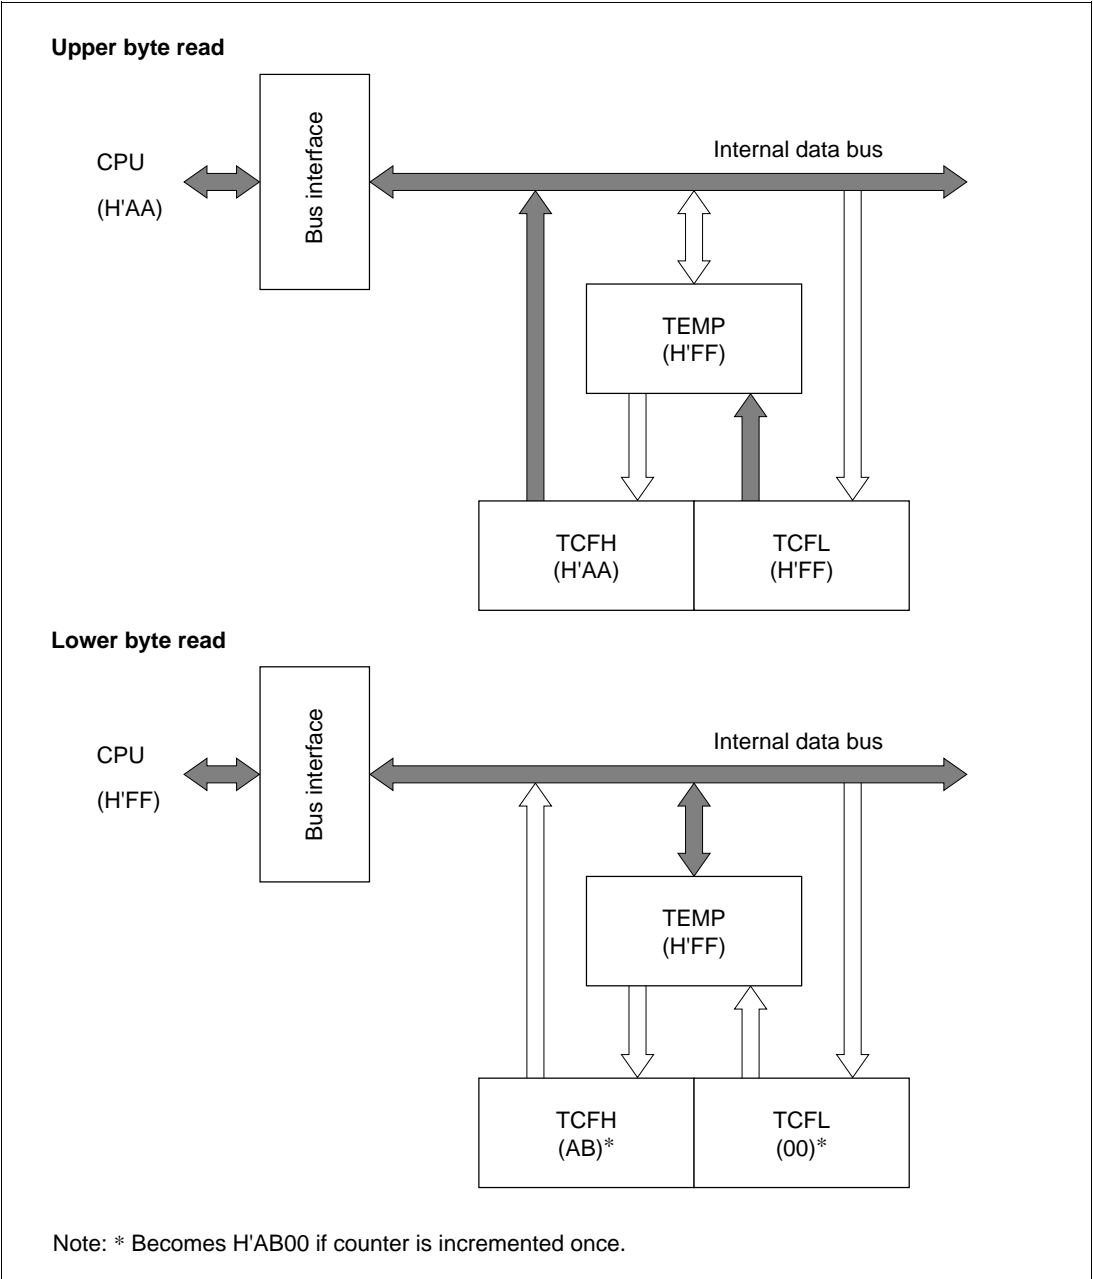 Upper byte read
CPU
(H'AA)
Bus interface
Internal data bus
TEMP
(H'FF)
TCFH
(H'AA)
TCFL
(H'FF)
Lower byte read
CPU
(H'FF)
Bus interface
Internal data bus
TEMP
(H'FF)
TCFH
(AB)*
TCFL
(00)*
Note: * Becomes H'AB00 if counter is incremented once.